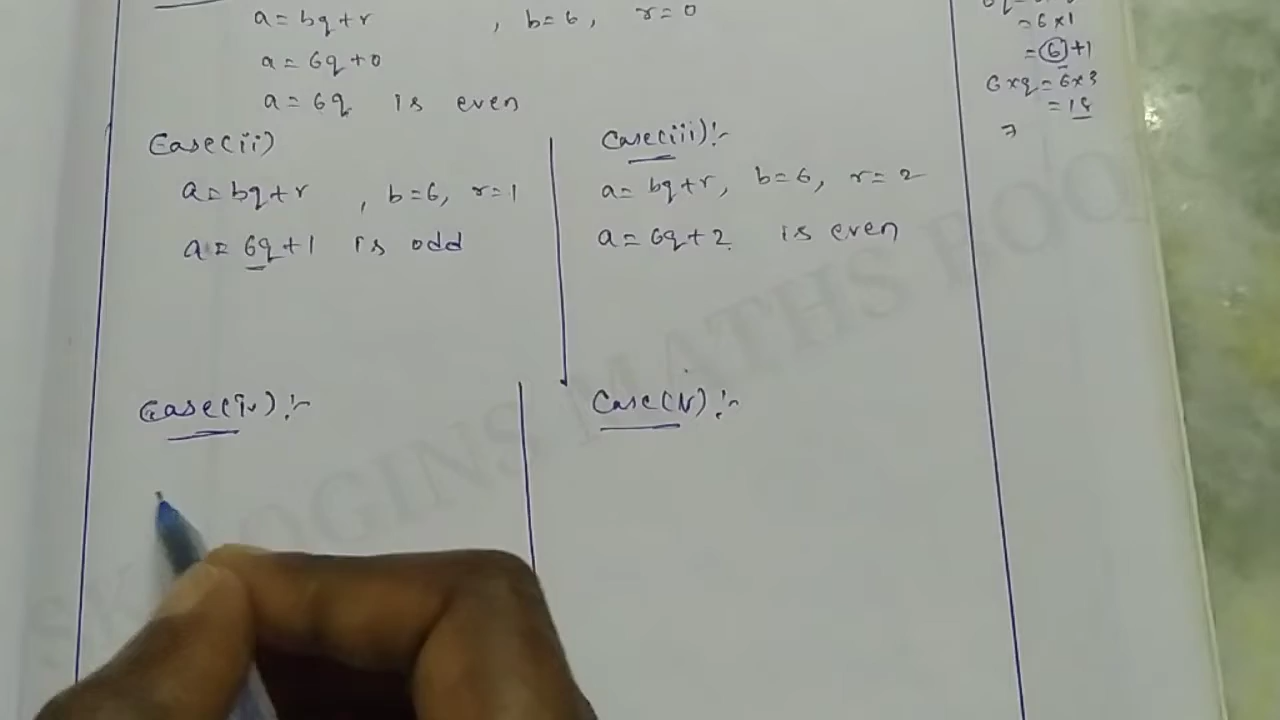 a = bq + r , b = 6, r = 0
a = 6q + 0
a = 6q is even
Case(ii)
a = bq + r , b = 6, r = 1
a = 6q + 1 is odd
Case(iii):-
a = bq + r, b = 6, r = 2
a = 6q + 2 is even
Case(iv):-
Case(v):-
= 6 × 1
= 6 + 1
6 × q = 6 × 3
= 18
MATHS